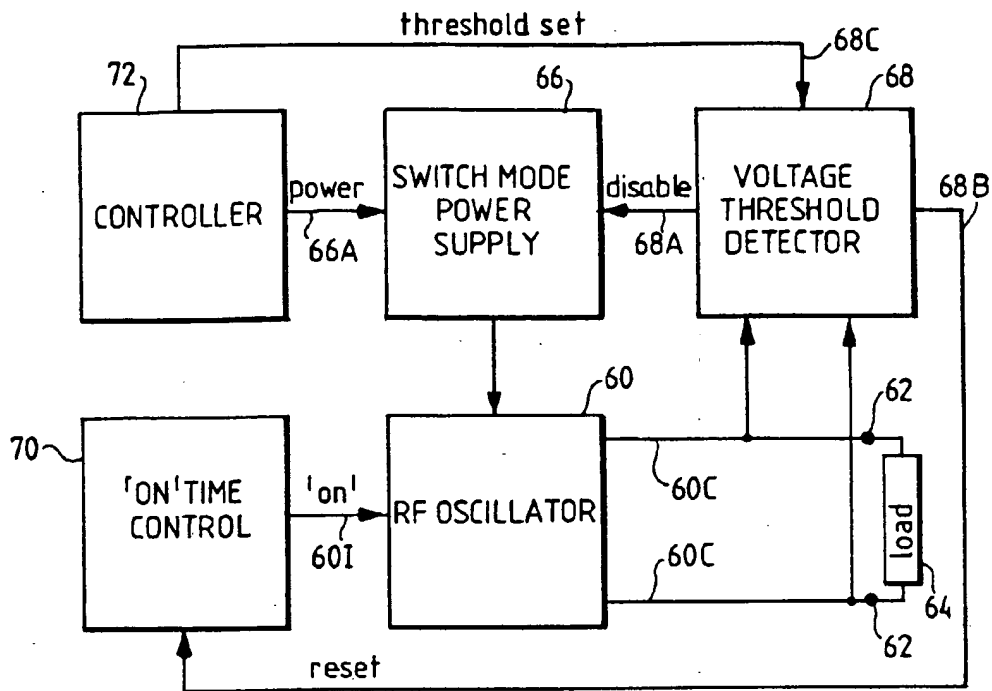 threshold set
68C
72
66
68
CONTROLLER
power
66A
SWITCH MODE
POWER
SUPPLY
disable
68A
VOLTAGE
THRESHOLD
DETECTOR
68B
60
62
70
'ON' TIME
CONTROL
'on'
60I
RF OSCILLATOR
60C
60C
load
64
62
reset